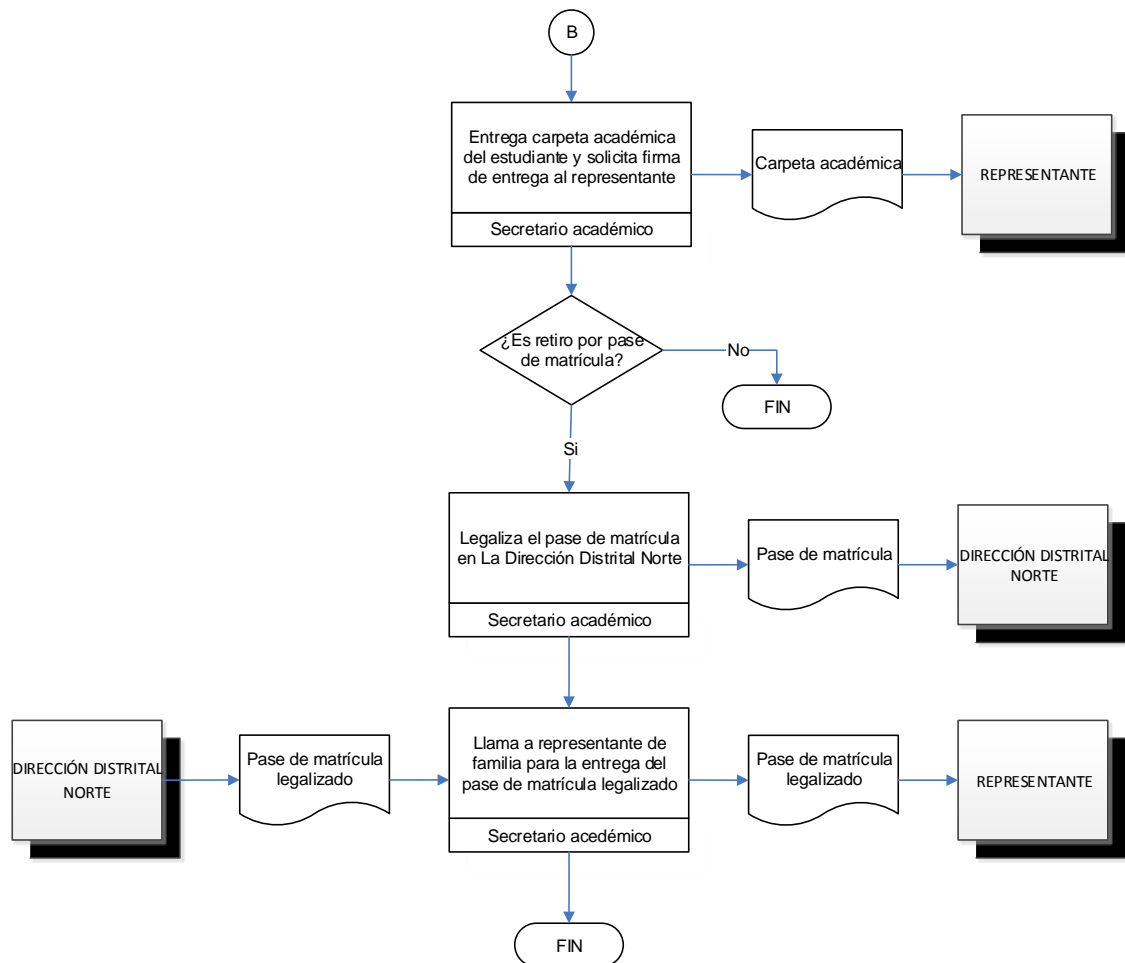 B
Entrega carpeta académica
del estudiante y solicita firma
de entrega al representante
Secretario académico
Carpeta académica
REPRESENTANTE
¿Es retiro por pase
de matrícula?
No
FIN
Si
Legaliza el pase de matrícula
en La Dirección Distrital Norte
Secretario académico
Pase de matrícula
DIRECCIÓN DISTRITAL
NORTE
DIRECCIÓN DISTRITAL
NORTE
Pase de matrícula
legalizado
Llama a representante de
familia para la entrega del
pase de matrícula legalizado
Secretario acedémico
Pase de matrícula
legalizado
REPRESENTANTE
FIN